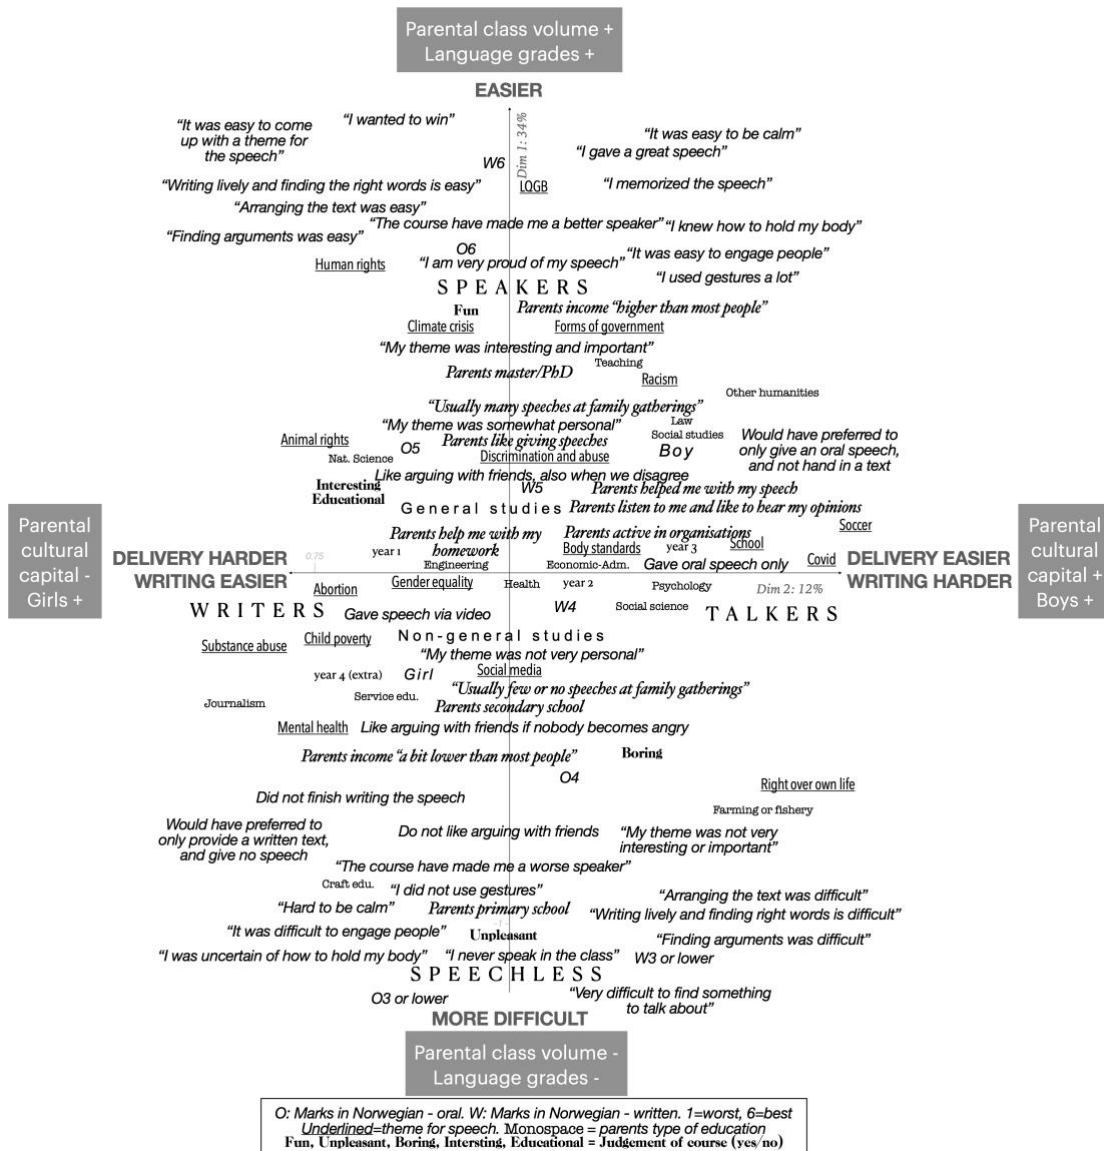 Parental class volume +
Language grades +
EASIER
“I wanted to win”
“It was easy to come
up with a theme for
the speech”
“It was easy to be calm”
“I gave a great speech”
W6
Dim 1: 34%
“Writing lively and finding the right words is easy”
LQGB
“I memorized the speech”
“Arranging the text was easy”
“The course have made me a better speaker”
“I knew how to hold my body”
“Finding arguments was easy”
O6
“It was easy to engage people”
Human rights
“I am very proud of my speech”
“I used gestures a lot”
SPEAKERS
Fun
Parents income “higher than most people”
Climate crisis
Forms of government
“My theme was interesting and important”
Teaching
Parents master/PhD
Racism
Other humanities
“Usually many speeches at family gatherings”
“My theme was somewhat personal”
Law
Animal rights
O5
Parents like giving speeches
Social studies
Would have preferred to
only give an oral speech,
and not hand in a text
Nat. Science
Discrimination and abuse
Boy
Like arguing with friends, also when we disagree
Interesting
Educational
W5
Parents helped me with my speech
General studies
Parents listen to me and like to hear my opinions
Parental
cultural
capital -
Girls +
Parental
cultural
capital +
Boys +
Soccer
Parents help me with my
homework
Parents active in organisations
year 1
Body standards
year 3
School
DELIVERY HARDER
WRITING EASIER
0.75
Engineering
Economic-Adm.
Gave oral speech only
Covid
DELIVERY EASIER
WRITING HARDER
Abortion
Gender equality
Health
year 2
Psychology
Dim 2: 12%
WRITERS
Gave speech via video
W4
Social science
TALKERS
Substance abuse
Child poverty
Non-general studies
“My theme was not very personal”
year 4 (extra)
Girl
Social media
“Usually few or no speeches at family gatherings”
Journalism
Service edu.
Parents secondary school
Mental health
Like arguing with friends if nobody becomes angry
Parents income “a bit lower than most people”
Boring
O4
Right over own life
Did not finish writing the speech
Farming or fishery
Would have preferred to
only provide a written text,
and give no speech
Do not like arguing with friends
“My theme was not very
interesting or important”
“The course have made me a worse speaker”
Craft edu.
“I did not use gestures”
“Arranging the text was difficult”
“Hard to be calm”
Parents primary school
“Writing lively and finding right words is difficult”
“It was difficult to engage people”
Unpleasant
“Finding arguments was difficult”
“I was uncertain of how to hold my body”
“I never speak in the class”
W3 or lower
SPEECHLESS
O3 or lower
“Very difficult to find something
to talk about”
MORE DIFFICULT
Parental class volume -
Language grades -
O: Marks in Norwegian - oral. W: Marks in Norwegian - written. 1=worst, 6=best
Underlined=theme for speech. Monospace = parents type of education
Fun, Unpleasant, Boring, Intersting, Educational = Judgement of course (yes/no)